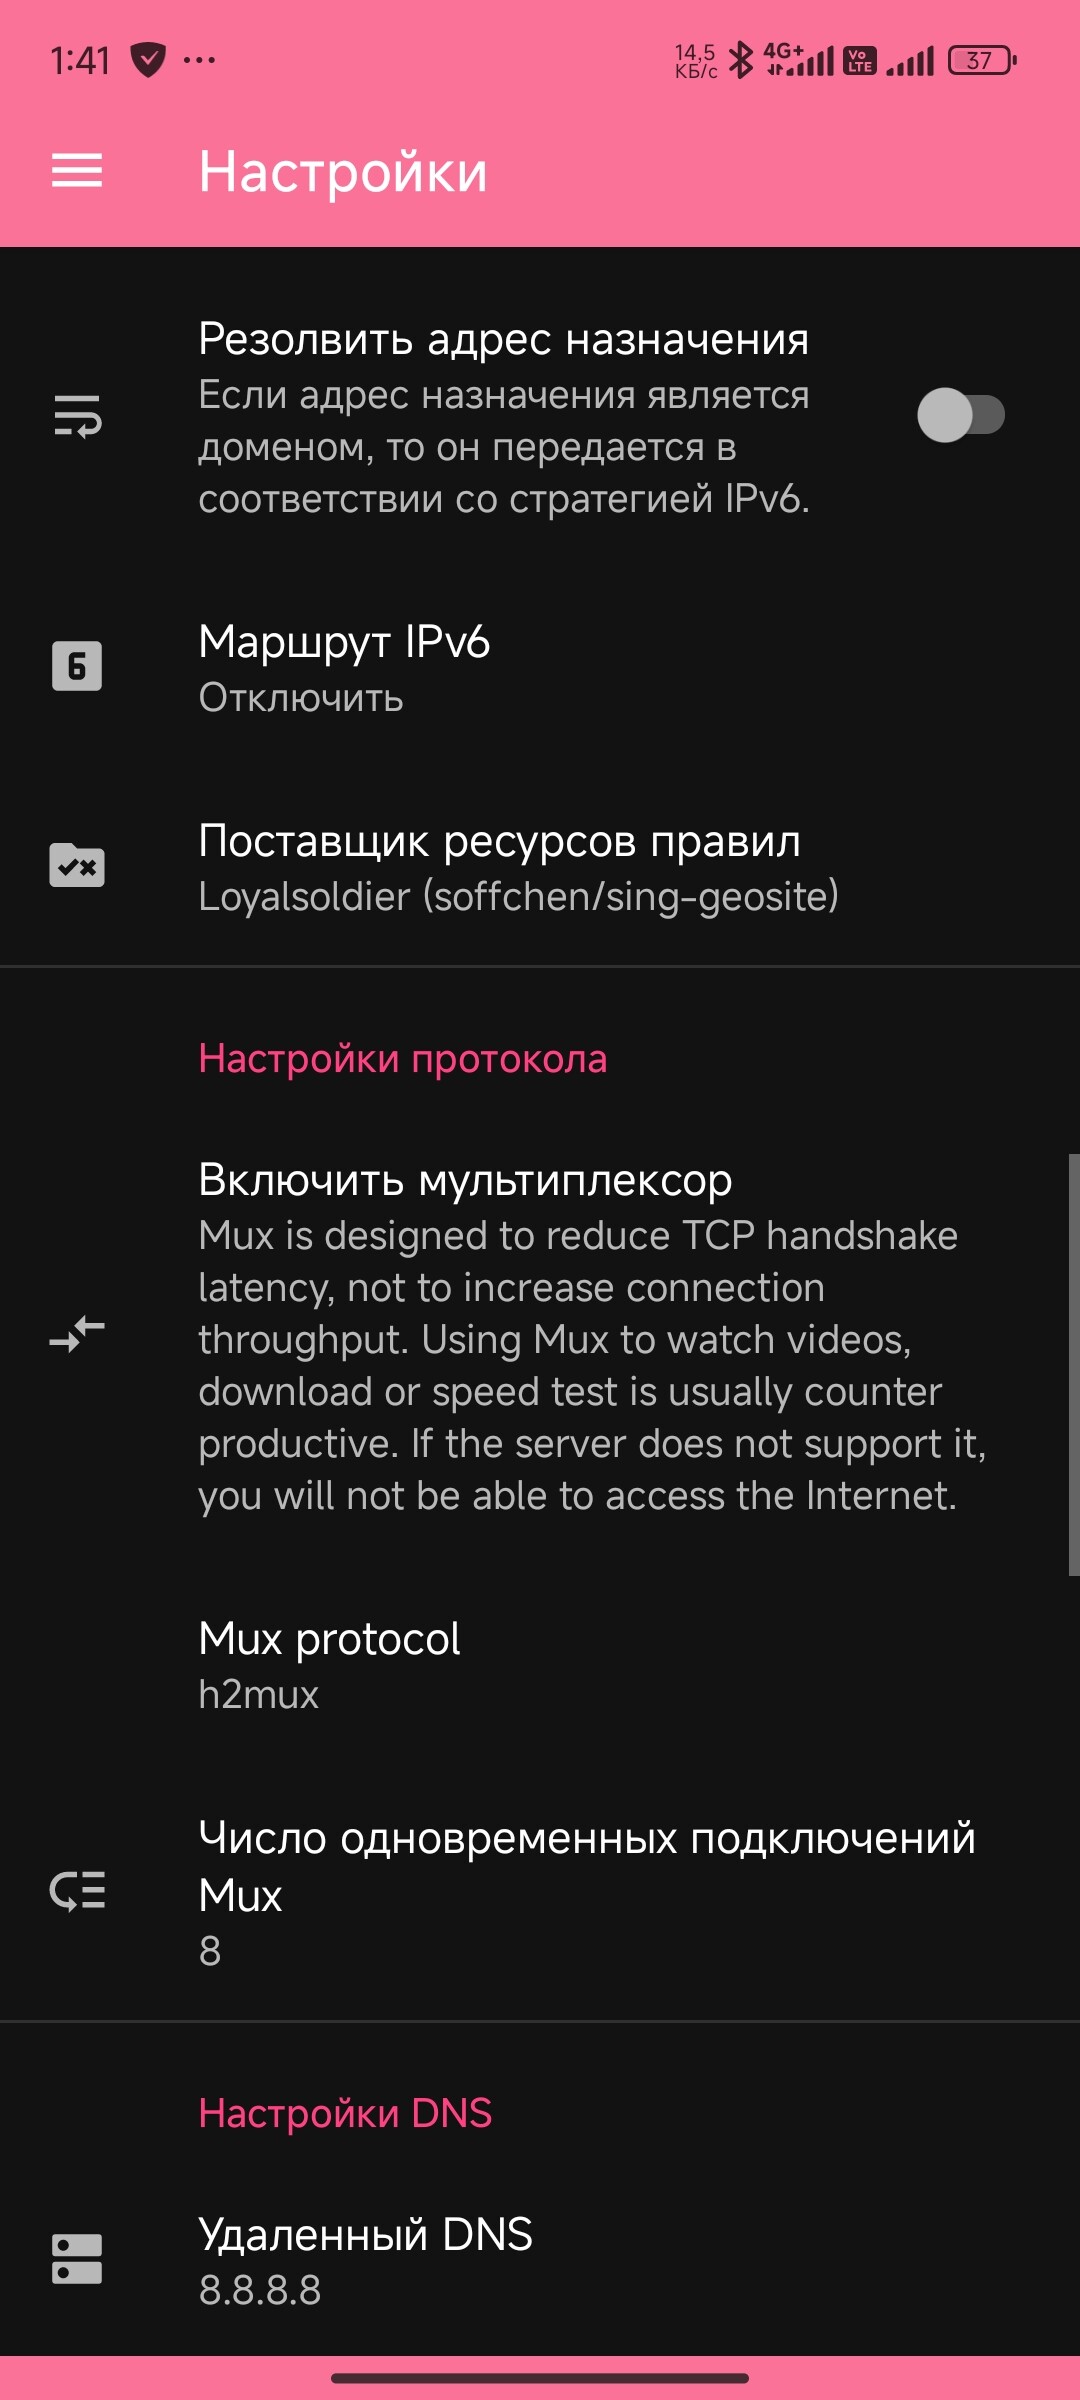 1:41
14,5
КБ/с
4G+
Vo
LTE
37
Настройки
Резолвить адрес назначения
Если адрес назначения является
доменом, то он передается в
соответствии со стратегией IPv6.
6
Маршрут IPv6
Отключить
Поставщик ресурсов правил
Loyalsoldier (soffchen/sing-geosite)
Настройки протокола
Включить мультиплексор
Mux is designed to reduce TCP handshake
latency, not to increase connection
throughput. Using Mux to watch videos,
download or speed test is usually counter
productive. If the server does not support it,
you will not be able to access the Internet.
Mux protocol
h2mux
Число одновременных подключений
Mux
8
Настройки DNS
Удаленный DNS
8.8.8.8